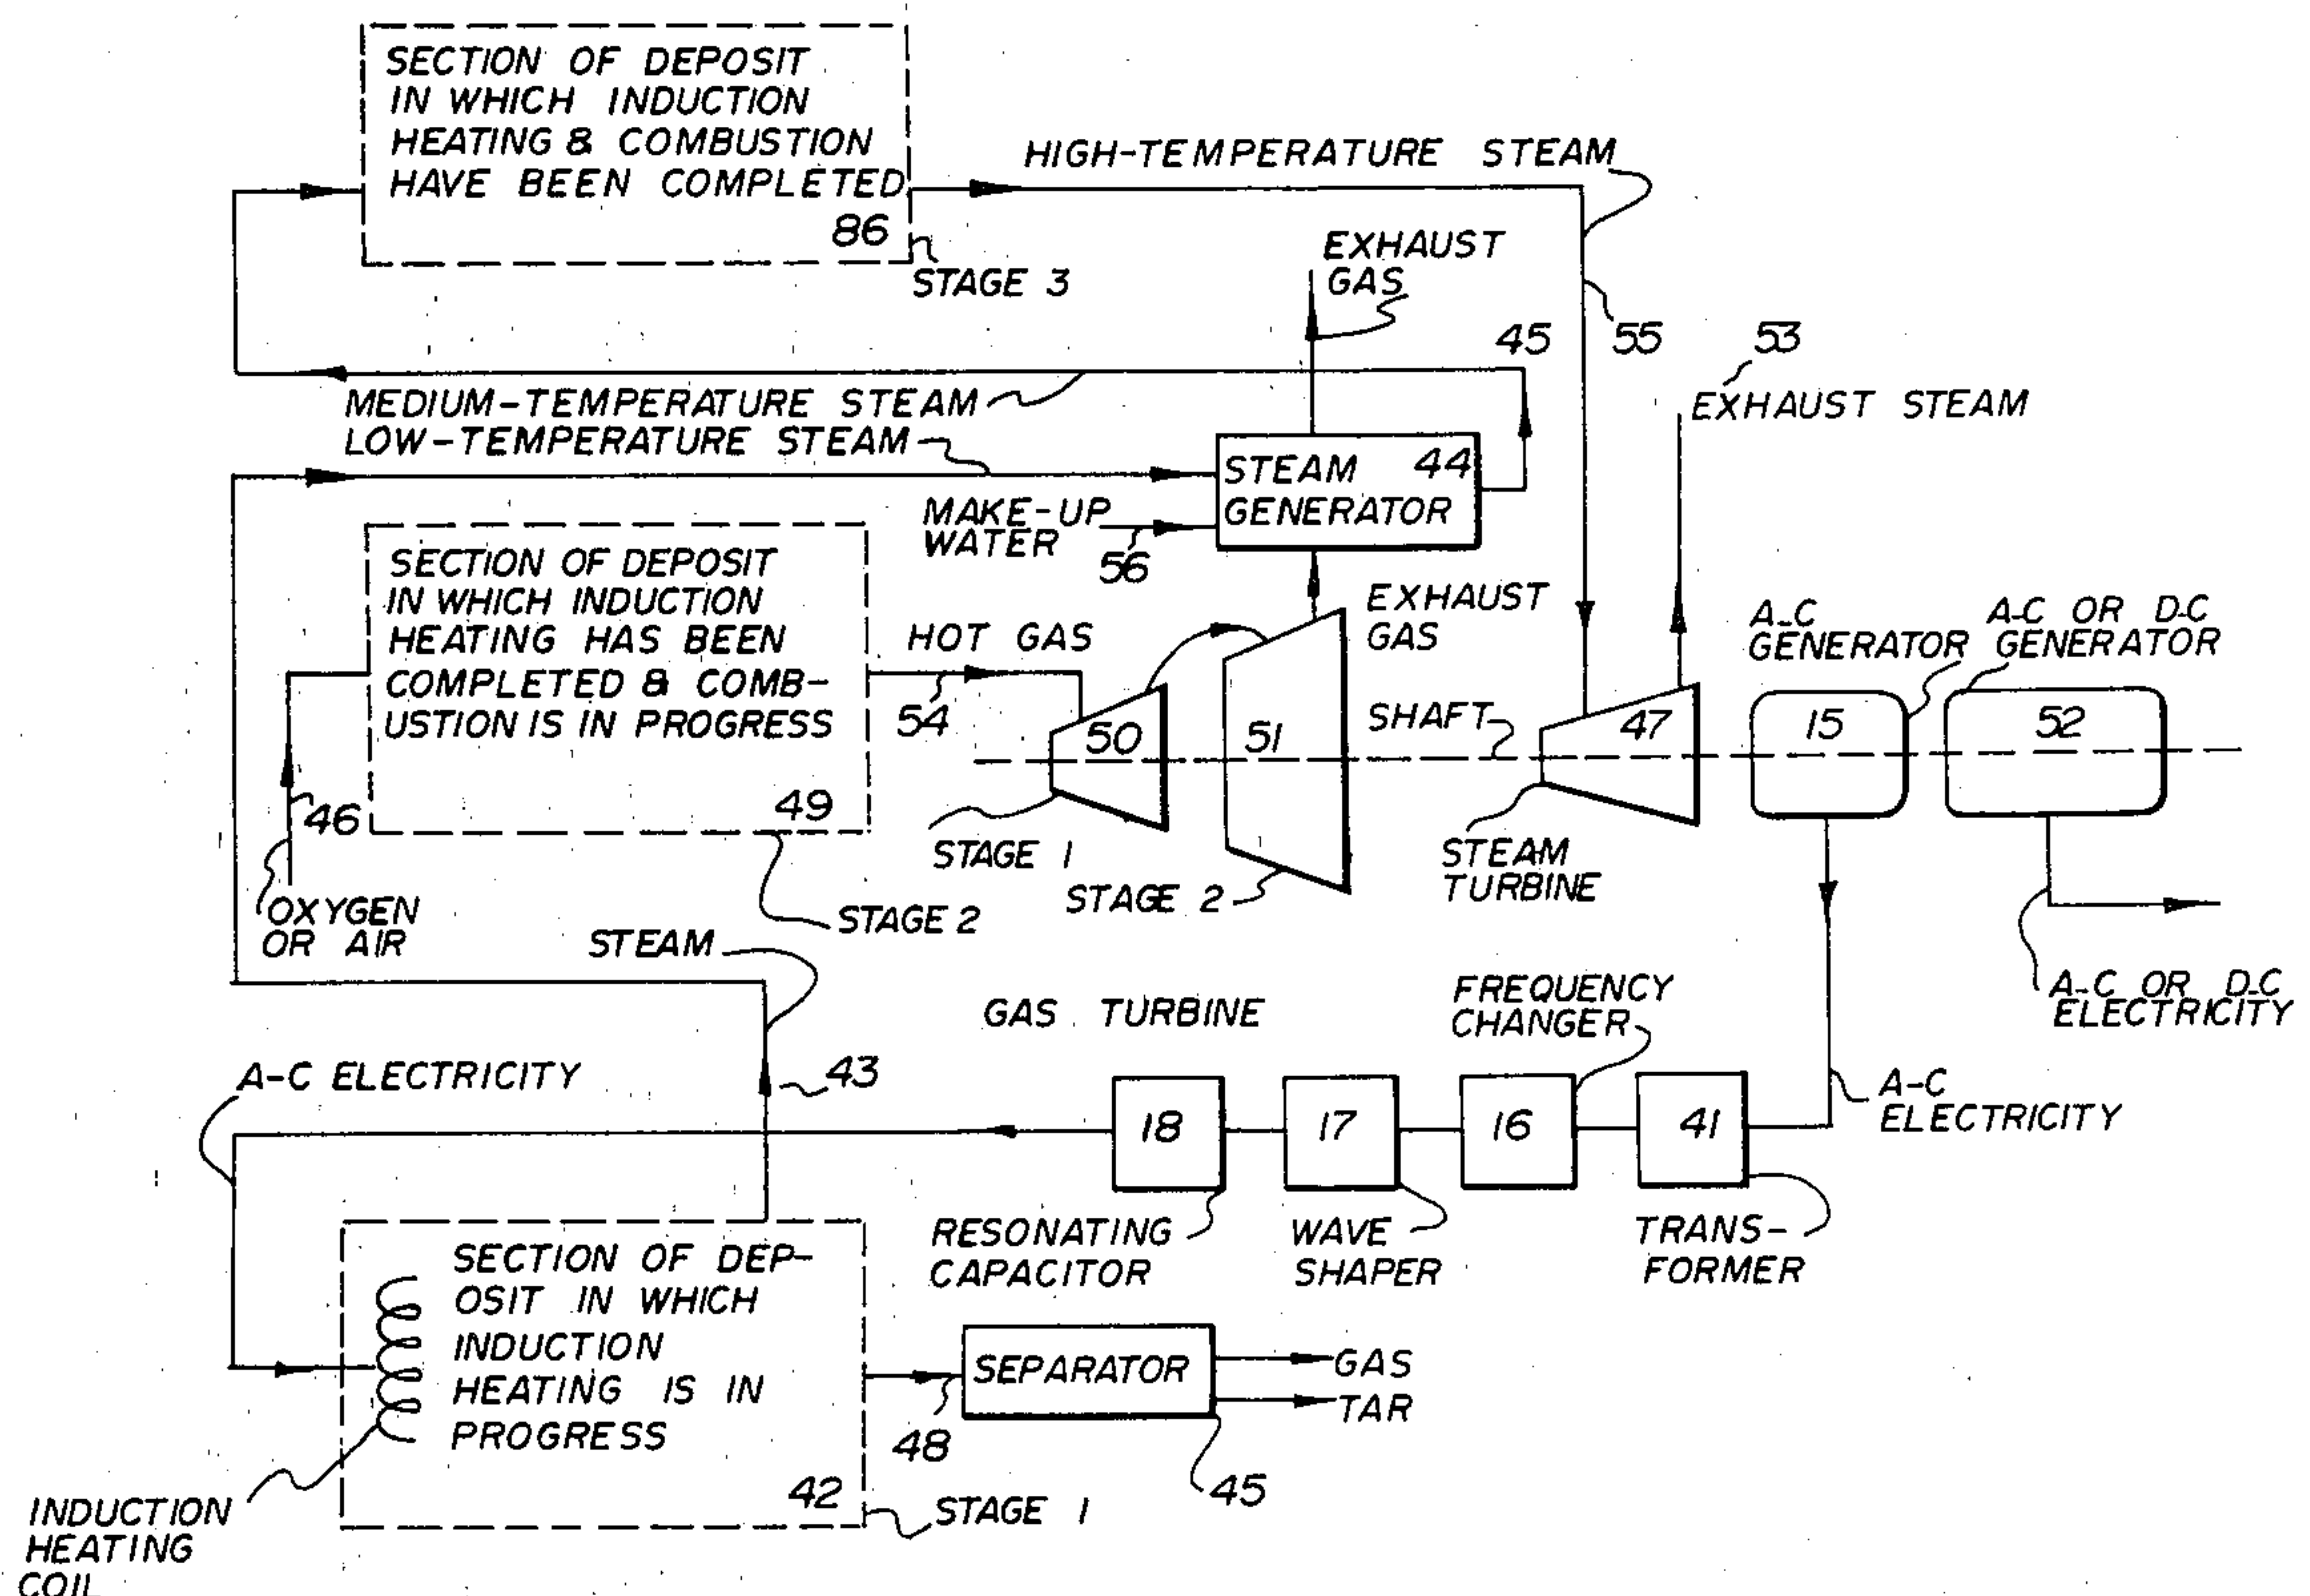 SECTION OF DEPOSIT
IN WHICH INDUCTION
HEATING & COMBUSTION
HAVE BEEN COMPLETED
86
STAGE 3
HIGH-TEMPERATURE STEAM
EXHAUST
GAS
45
55
53
EXHAUST STEAM
MEDIUM-TEMPERATURE STEAM
LOW-TEMPERATURE STEAM
STEAM 44
GENERATOR
MAKE-UP
WATER
56
SECTION OF DEPOSIT
IN WHICH INDUCTION
HEATING HAS BEEN
COMPLETED & COMB-
USTION IS IN PROGRESS
49
STAGE 2
46
OXYGEN
OR AIR
HOT GAS
54
50
STAGE 1
51
STAGE 2
EXHAUST
GAS
SHAFT
47
STEAM
TURBINE
A-C
GENERATOR
15
A-C OR D-C
GENERATOR
52
A-C OR D-C
ELECTRICITY
STEAM
43
GAS TURBINE
FREQUENCY
CHANGER
A-C ELECTRICITY
18
17
16
41
A-C
ELECTRICITY
RESONATING
CAPACITOR
WAVE
SHAPER
TRANS-
FORMER
SECTION OF DEP-
OSIT IN WHICH
INDUCTION
HEATING IS IN
PROGRESS
42
STAGE 1
48
SEPARATOR
GAS
TAR
45
INDUCTION
HEATING
COIL